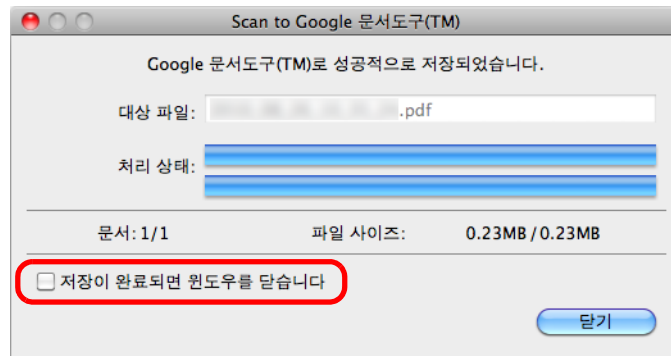 Scan to Google 문서도구(TM)
Google 문서도구(TM)로 성공적으로 저장되었습니다.
대상 파일: .pdf
처리 상태:
문서: 1/1 파일 사이즈: 0.23MB / 0.23MB
저장이 완료되면 윈도우를 닫습니다
닫기